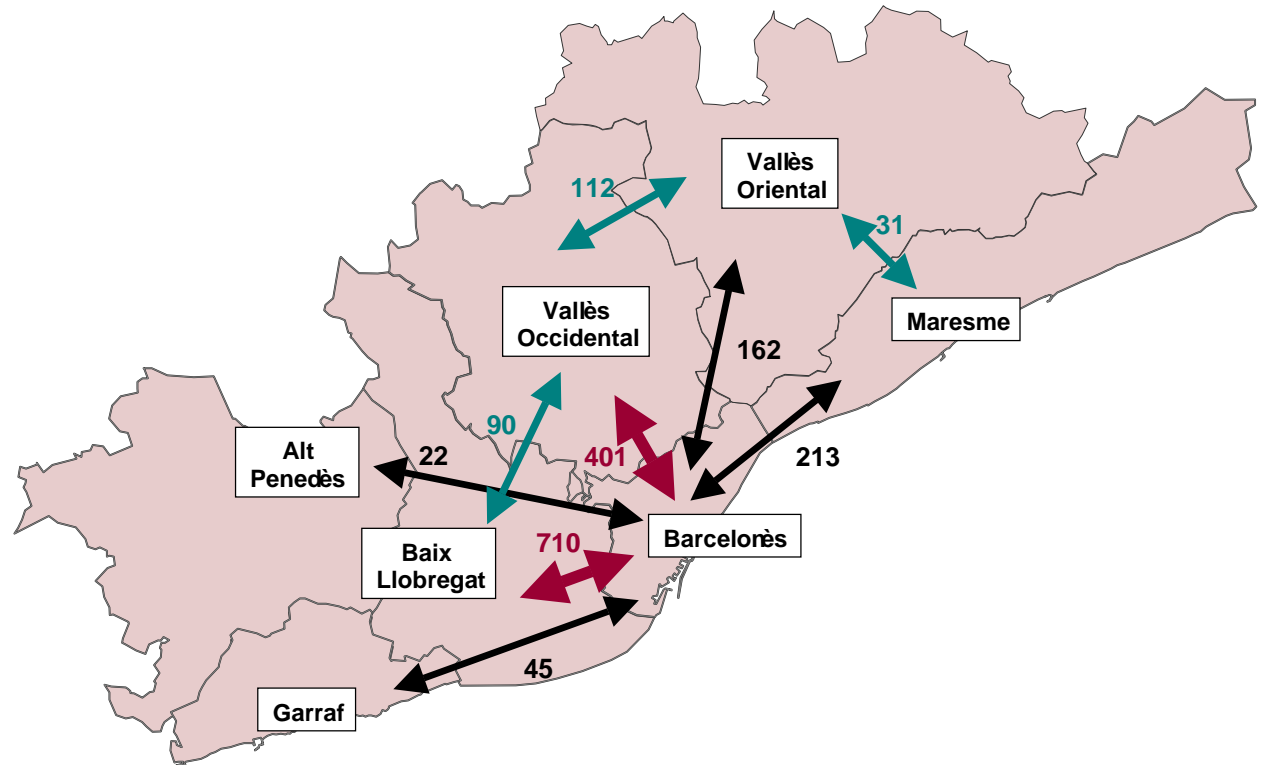 Vallès
Oriental
112
31
Vallès
Occidental
Maresme
162
90
Alt
Penedès
22
401
213
Barcelonès
710
Baix
Llobregat
45
Garraf